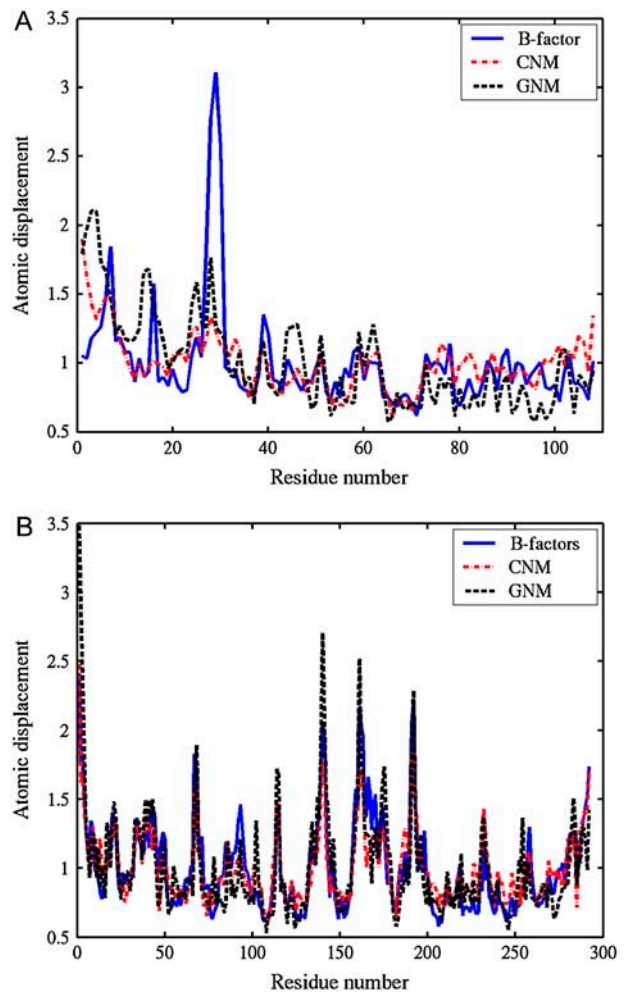 A
3.5
3
2.5
2
1.5
1
0.5
Atomic displacement
B-factor
CNM
GNM
0 20 40 60 80 100
Residue number
B
3.5
3
2.5
2
1.5
1
0.5
Atomic displacement
B-factors
CNM
GNM
0 50 100 150 200 250 300
Residue number